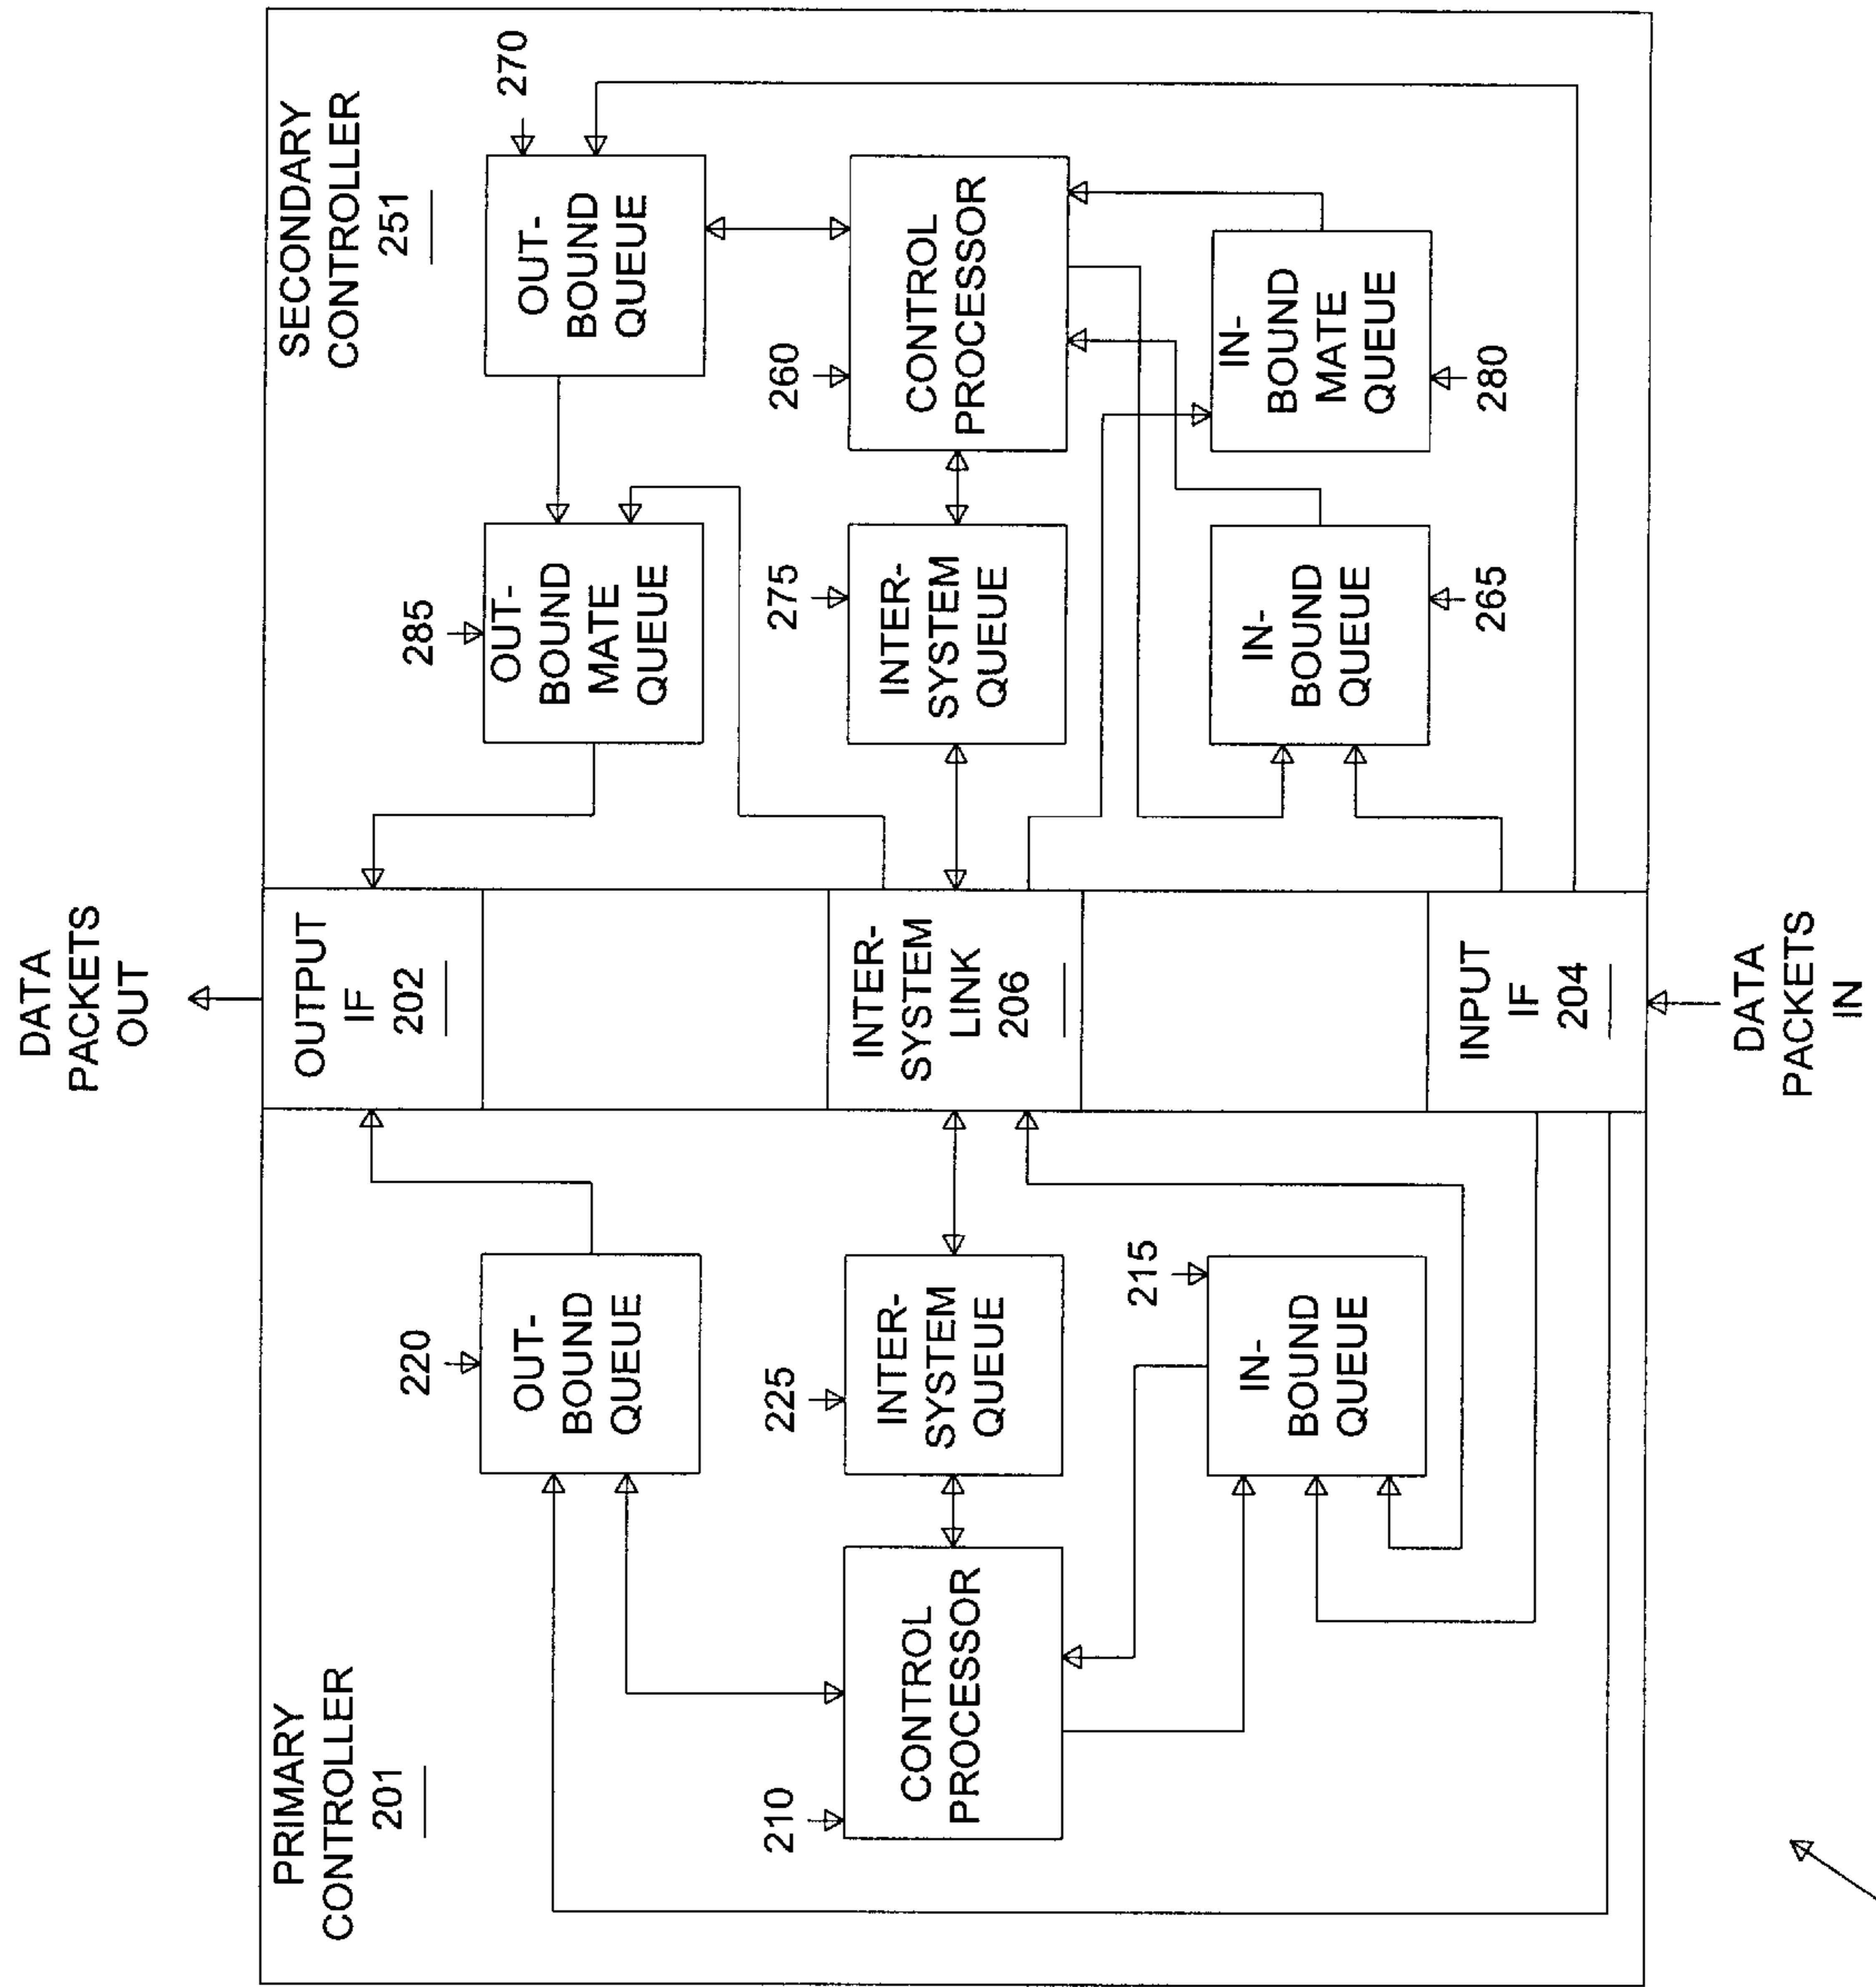 DATA
PACKETS
OUT
PRIMARY
CONTROLLER
201
OUTPUT
IF
202
SECONDARY
CONTROLLER
251
220
OUT-
BOUND
QUEUE
285
OUT-
BOUND
MATE
QUEUE
OUT-
BOUND
QUEUE
270
210
CONTROL
PROCESSOR
225
INTER-
SYSTEM
QUEUE
INTER-
SYSTEM
LINK
206
275
INTER-
SYSTEM
QUEUE
260
CONTROL
PROCESSOR
215
IN-
BOUND
QUEUE
IN-
BOUND
QUEUE
265
IN-
BOUND
MATE
QUEUE
280
INPUT
IF
204
DATA
PACKETS
IN